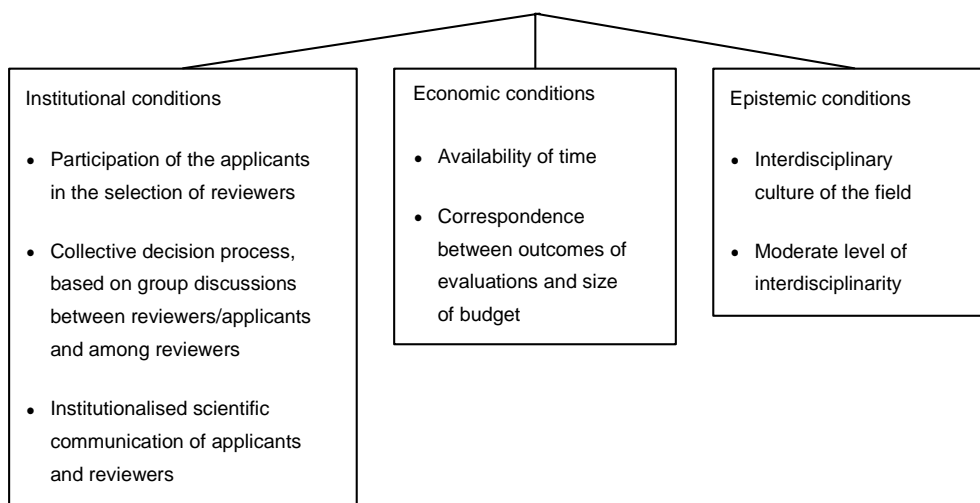 Institutional conditions
• Participation of the applicants
in the selection of reviewers
• Collective decision process,
based on group discussions
between reviewers/applicants
and among reviewers
• Institutionalised scientific
communication of applicants
and reviewers
Economic conditions
• Availability of time
• Correspondence
between outcomes of
evaluations and size
of budget
Epistemic conditions
• Interdisciplinary
culture of the field
• Moderate level of
interdisciplinarity